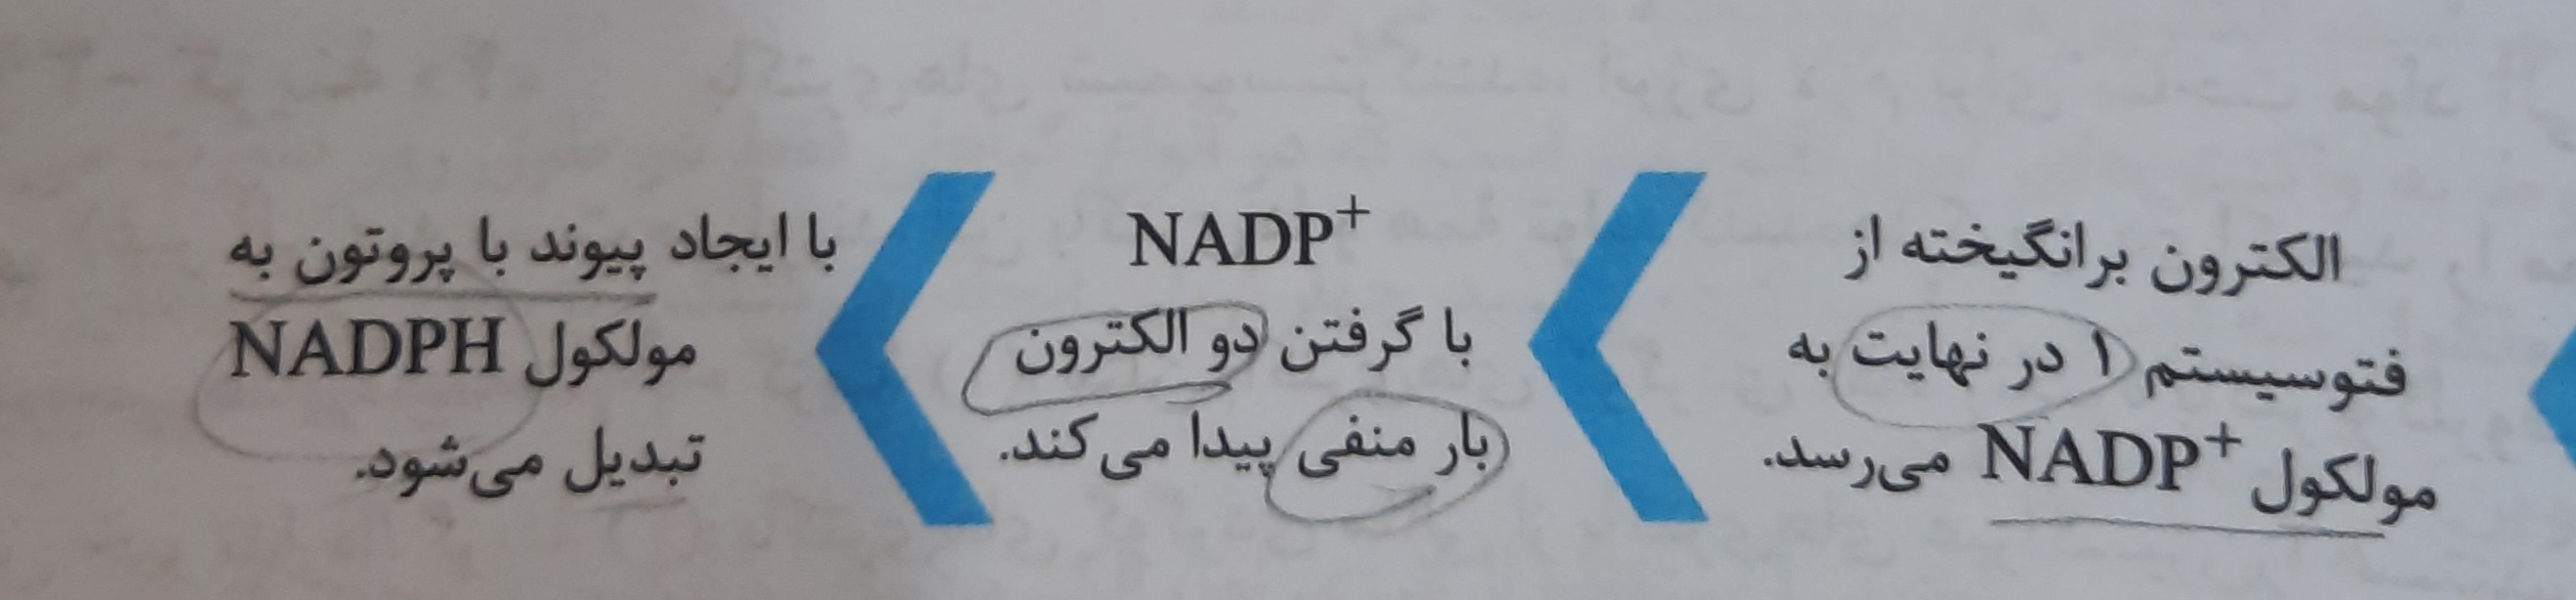 الکترون برانگیخته از
فتوسیستم ۱ در نهایت به
مولکول NADP⁺ می‌رسد.
NADP⁺
با گرفتن دو الکترون
بار منفی پیدا می‌کند.
با ایجاد پیوند با پروتون به
مولکول NADPH
تبدیل می‌شود.